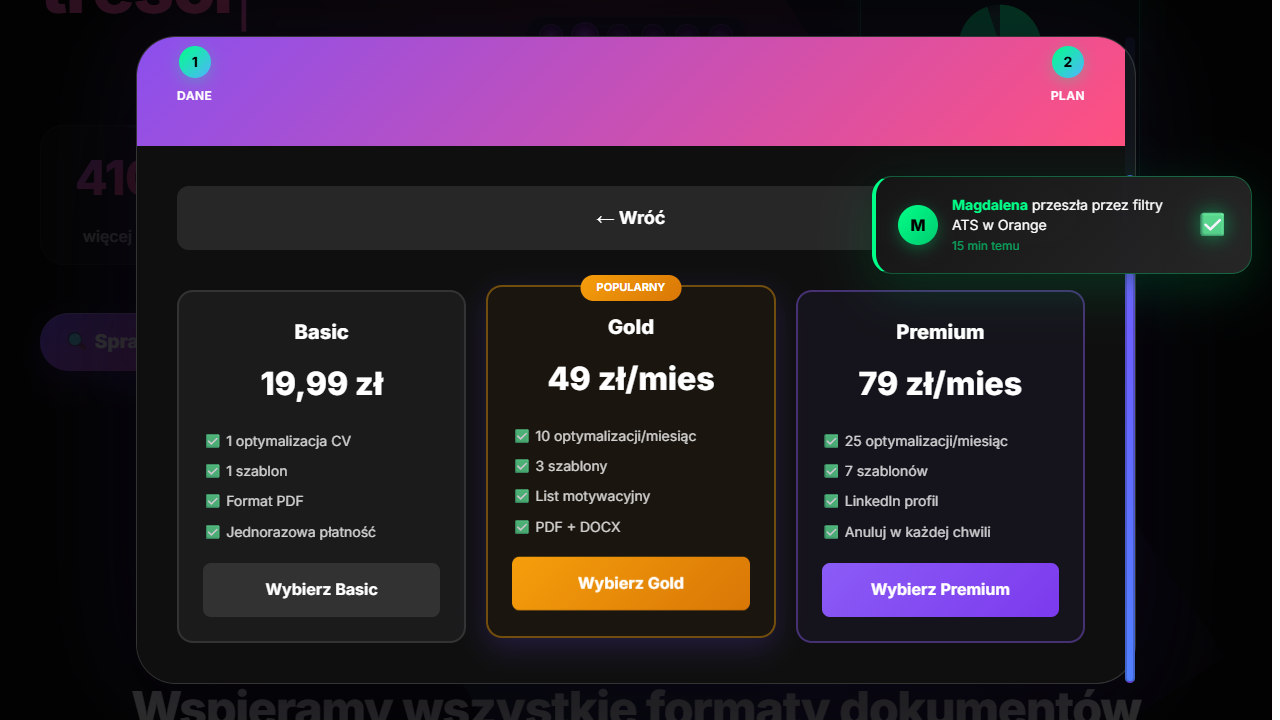 1
2
DANE
PLAN
← Wróć
M
Magdalena przeszła przez filtry
ATS w Orange
15 min temu
Basic
19,99 zł
1 optymalizacja CV
1 szablon
Format PDF
Jednorazowa płatność
Wybierz Basic
POPULARNY
Gold
49 zł/mies
10 optymalizacji/miesiąc
3 szablony
List motywacyjny
PDF + DOCX
Wybierz Gold
Premium
79 zł/mies
25 optymalizacji/miesiąc
7 szablonów
LinkedIn profil
Anuluj w każdej chwili
Wybierz Premium
więcej
Wspieramy wszystkie formaty dokumentów